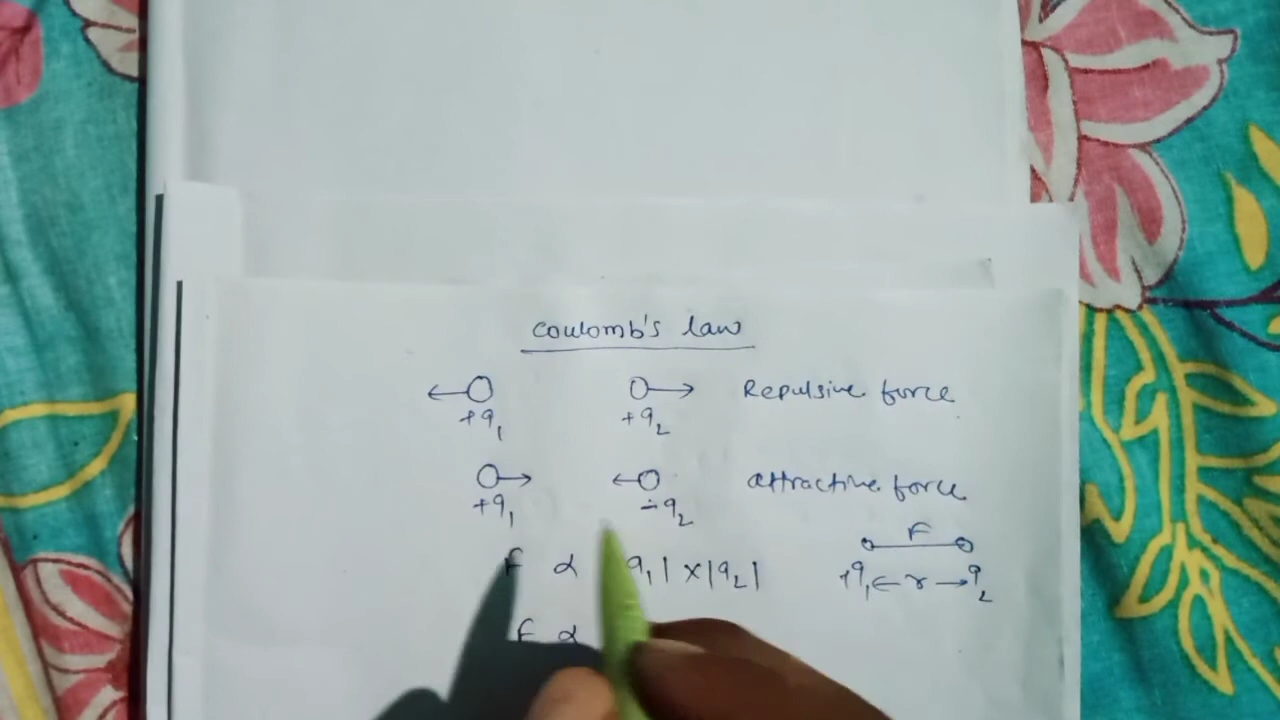 Coulomb's law
Repulsive force
+q₁ +q₂
attractive force
+q₁ -q₂
F
F ∝ q₁| x |q₂|
+q₁ ← r → q₂
F ∝